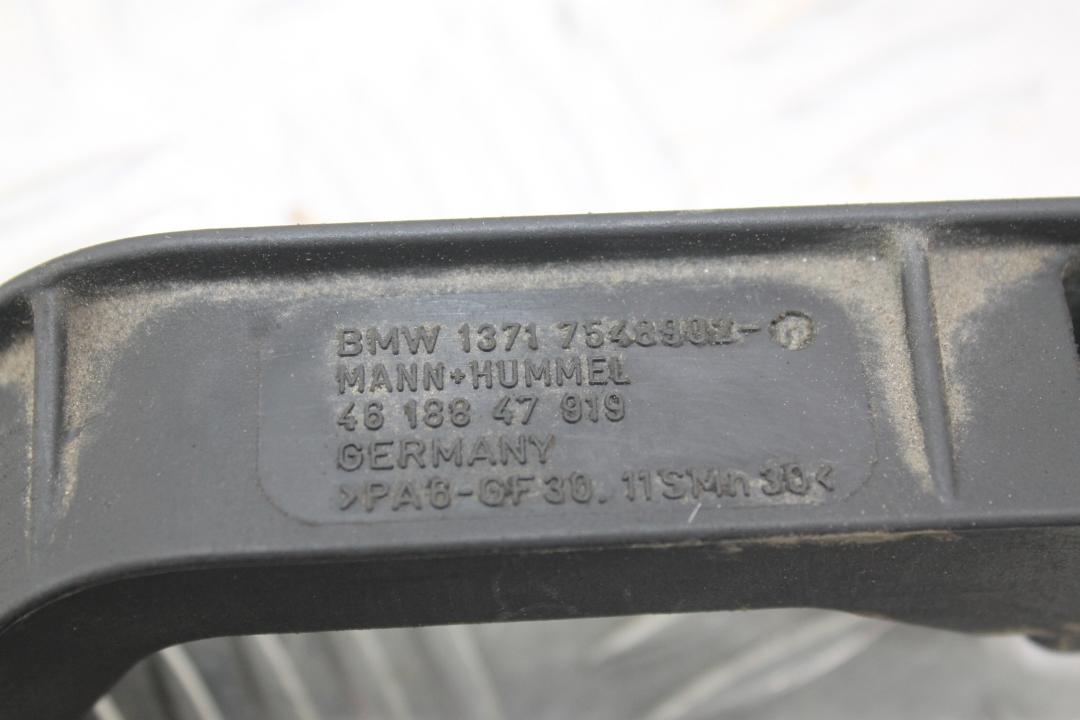 BMW 1371
MANN+HUMMEL
46 188 47 919
GERMANY
>PA6-GF30.11SMn30<